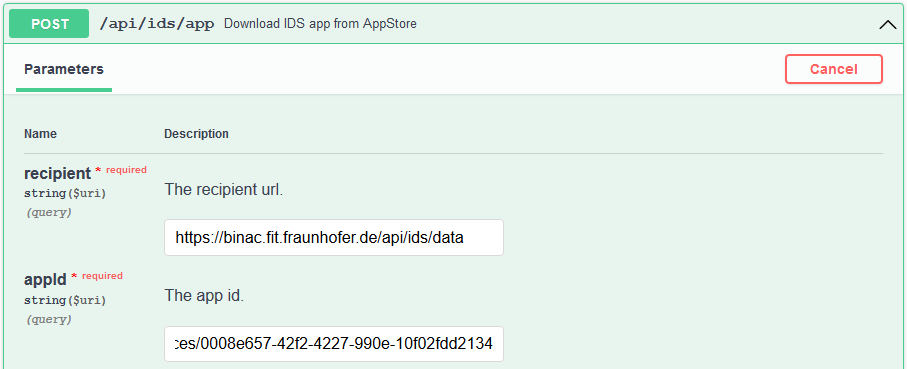 POST /api/ids/app Download IDS app from AppStore
Parameters Cancel
Name Description
recipient * required
string($uri)
(query)
The recipient url.
https://binac.fit.fraunhofer.de/api/ids/data
appId * required
string($uri)
(query)
The app id.
ces/0008e657-42f2-4227-990e-10f02fdd2134